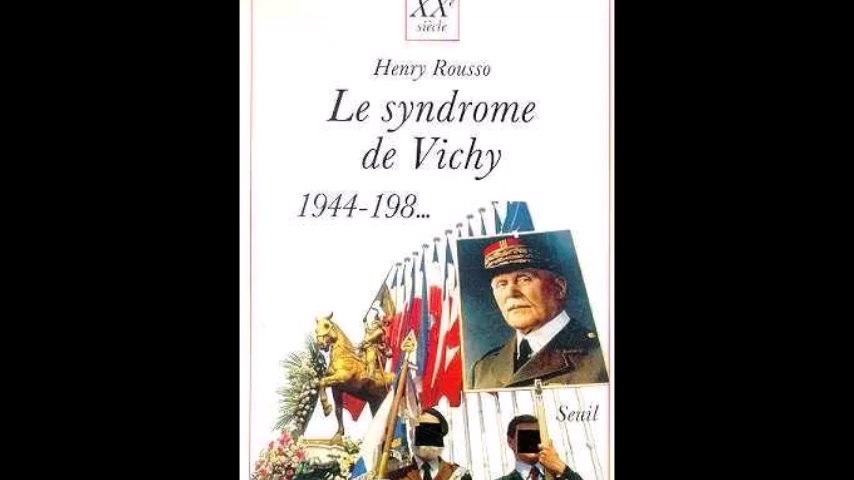 XXe
siècle
Henry Rousso
Le syndrome
de Vichy
1944-198...
Seuil